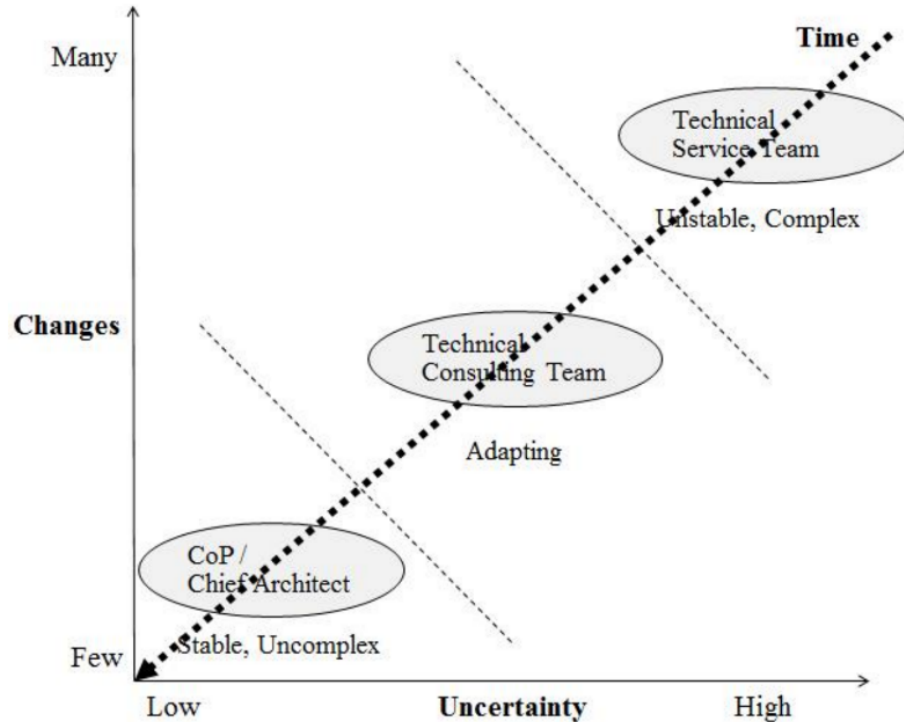 Many
Time
Technical
Service Team
Unstable, Complex
Changes
Technical
Consulting Team
Adapting
CoP /
Chief Architect
Stable, Uncomplex
Few
Low
Uncertainty
High